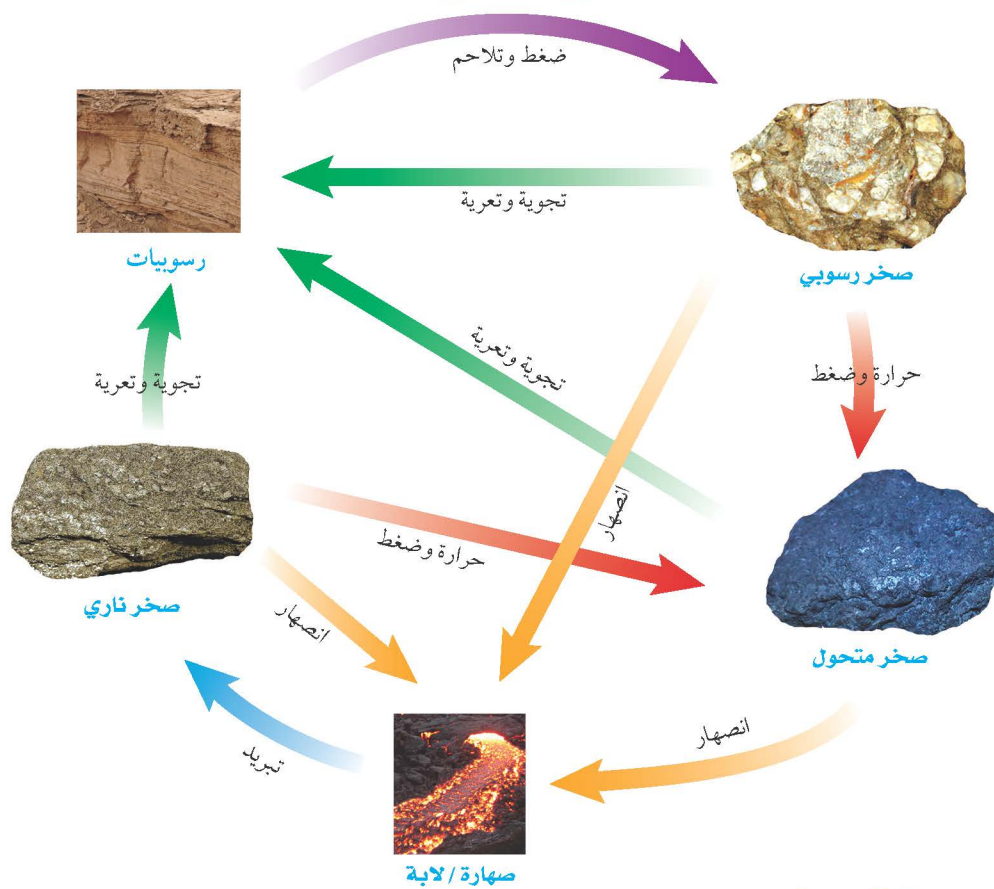 ضغط وتلاحم
تجوية وتعرية
رسوبيات
صخر رسوبي
تجوية وتعرية
تجوية وتعرية
حرارة وضغط
انصهار
حرارة وضغط
صخر ناري
انصهار
صخر متحول
انصهار
تبريد
صهارة / لابة